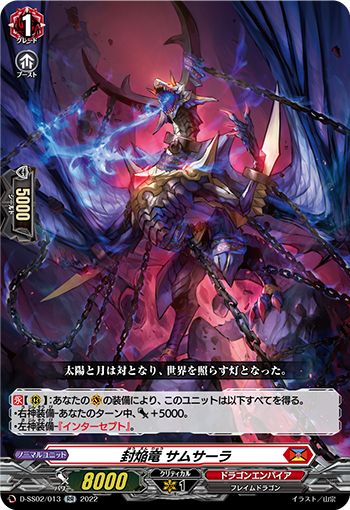 1
グレード
ブースト
5000
シールド
太陽と月は対となり、世界を照らす灯となった。
永【】:あなたの の装備により、このユニットは以下すべてを得る。
・右神装備-あなたのターン中、+5000。
・左神装備-『インターセプト』。
ノーマルユニット
封焔竜 サムサーラ
D-SS02/013 RR 2022
パワー
8000
クリティカル
1
ドラゴンエンパイア
フレイムドラゴン
イラスト/山宗